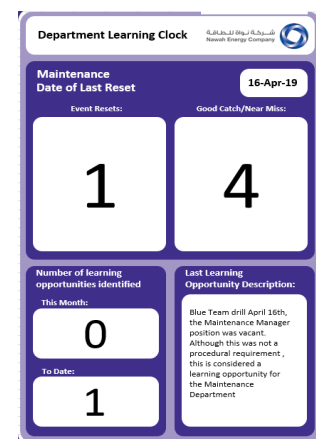 Department Learning Clock
شركة نواة للطاقة
Nawah Energy Company
Maintenance
Date of Last Reset
16-Apr-19
Event Resets:
1
Good Catch/Near Miss:
4
Number of learning
opportunities identified
This Month:
0
To Date:
1
Last Learning
Opportunity Description:
Blue Team drill April 16th,
the Maintenance Manager
position was vacant.
Although this was not a
procedural requirement ,
this is considered a
learning opportunity for
the Maintenance
Department